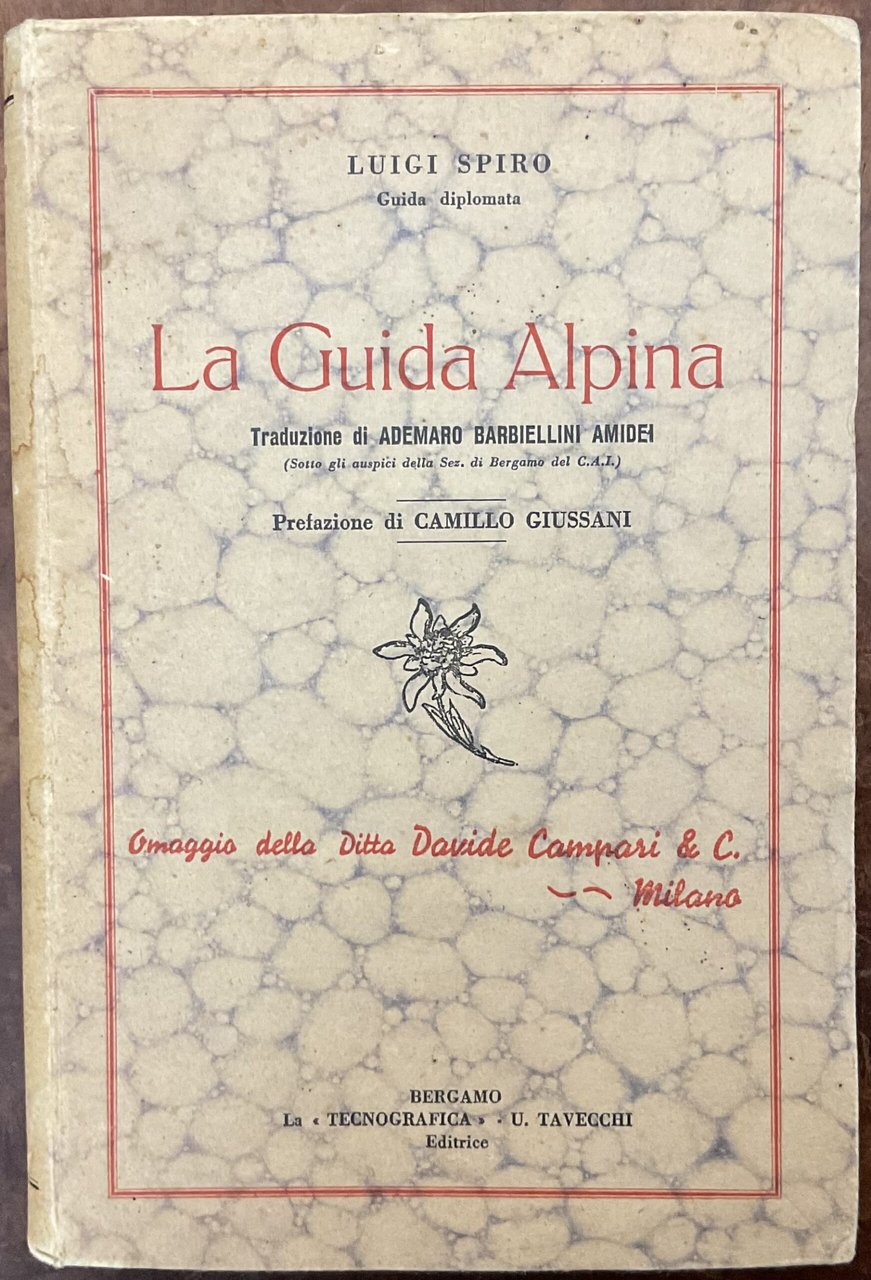 LUIGI SPIRO
Guida diplomata
La Guida Alpina
Traduzione di ADEMARO BARBIELLINI AMIDEI
(Sotto gli auspici della Sez. di Bergamo del C.A.I.)
Prefazione di CAMILLO GIUSSANI
Omaggio della Ditta Davide Campari & C.
Milano
BERGAMO
La « TECNOGRAFICA » - U. TAVECCHI
Editrice